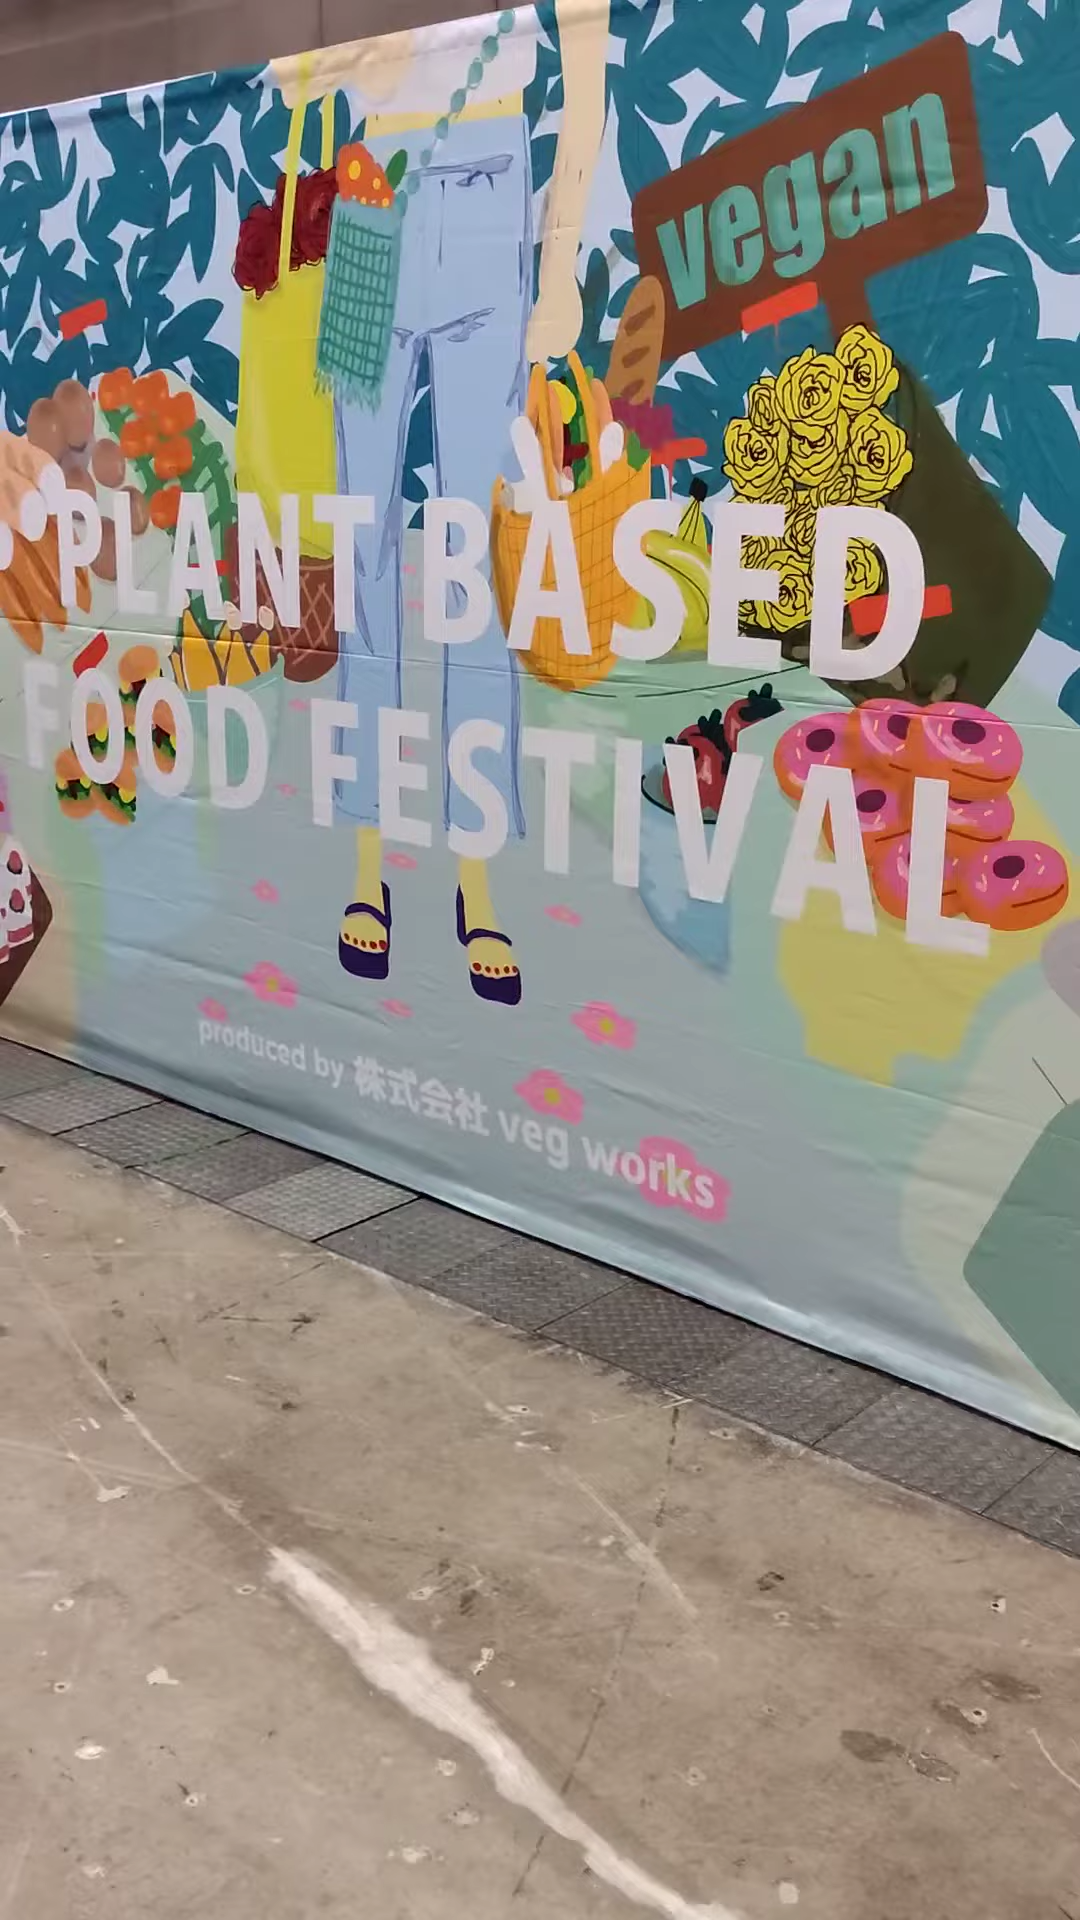 vegan
PLANT BASED
FOOD FESTIVAL
produced by 株式会社 veg works